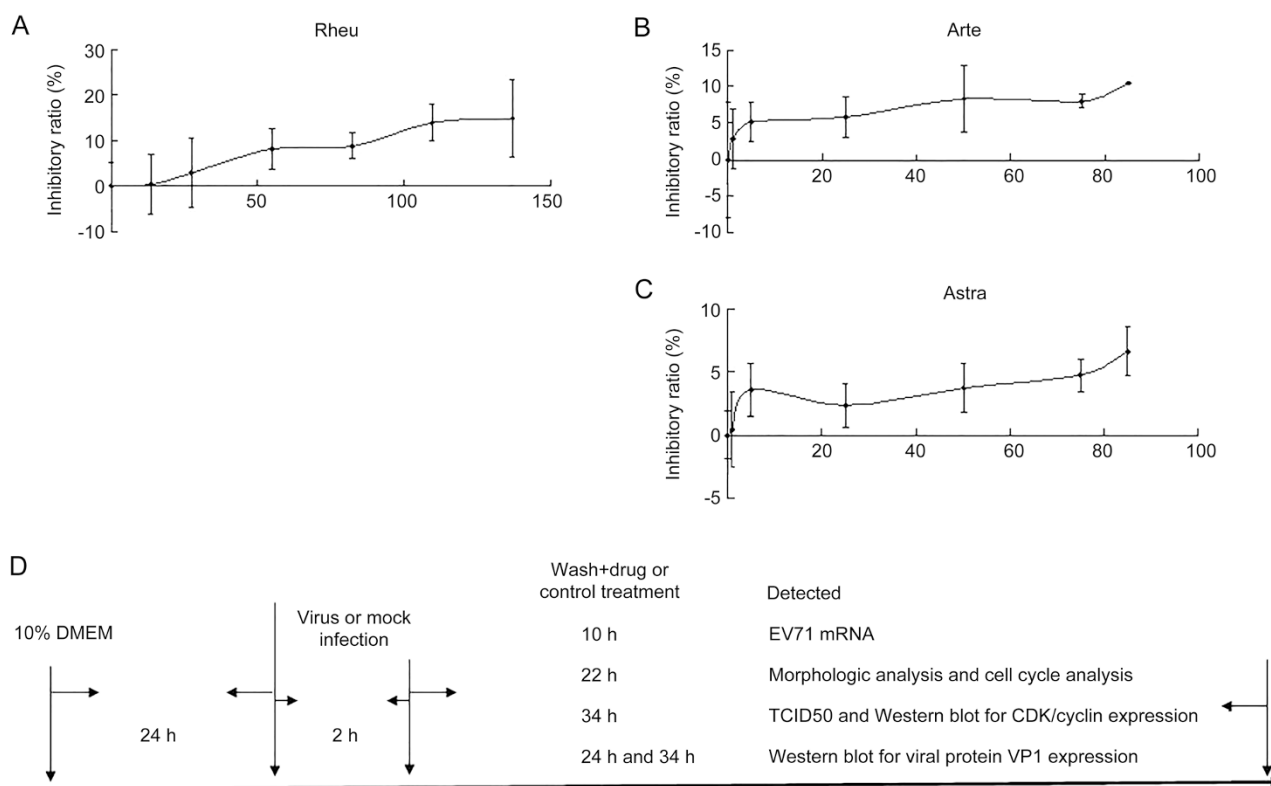 A
Rheu
Inhibitory ratio (%)
30
20
10
0
-10
50
100
150
B
Arte
Inhibitory ratio (%)
15
10
5
0
-5
-10
20
40
60
80
100
C
Astra
Inhibitory ratio (%)
10
5
0
-5
20
40
60
80
100
D
10% DMEM
24 h
Virus or mock
infection
2 h
Wash+drug or
control treatment
Detected
10 h
EV71 mRNA
22 h
Morphologic analysis and cell cycle analysis
34 h
TCID50 and Western blot for CDK/cyclin expression
24 h and 34 h
Western blot for viral protein VP1 expression